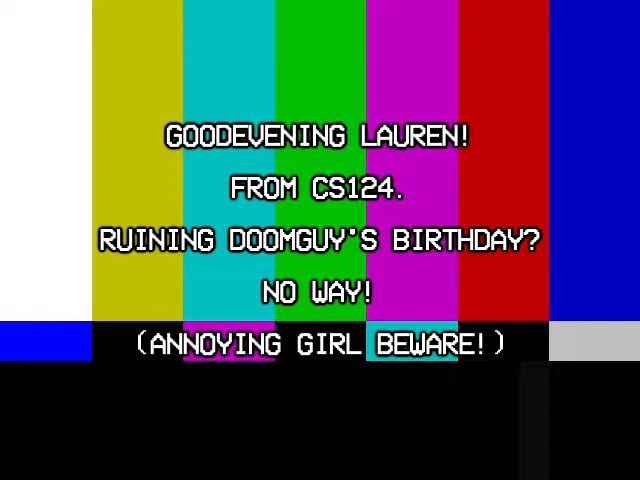 GOODEVENING LAUREN!
FROM CS124.
RUINING DOOMGUY'S BIRTHDAY?
NO WAY!
(ANNOYING GIRL BEWARE!)